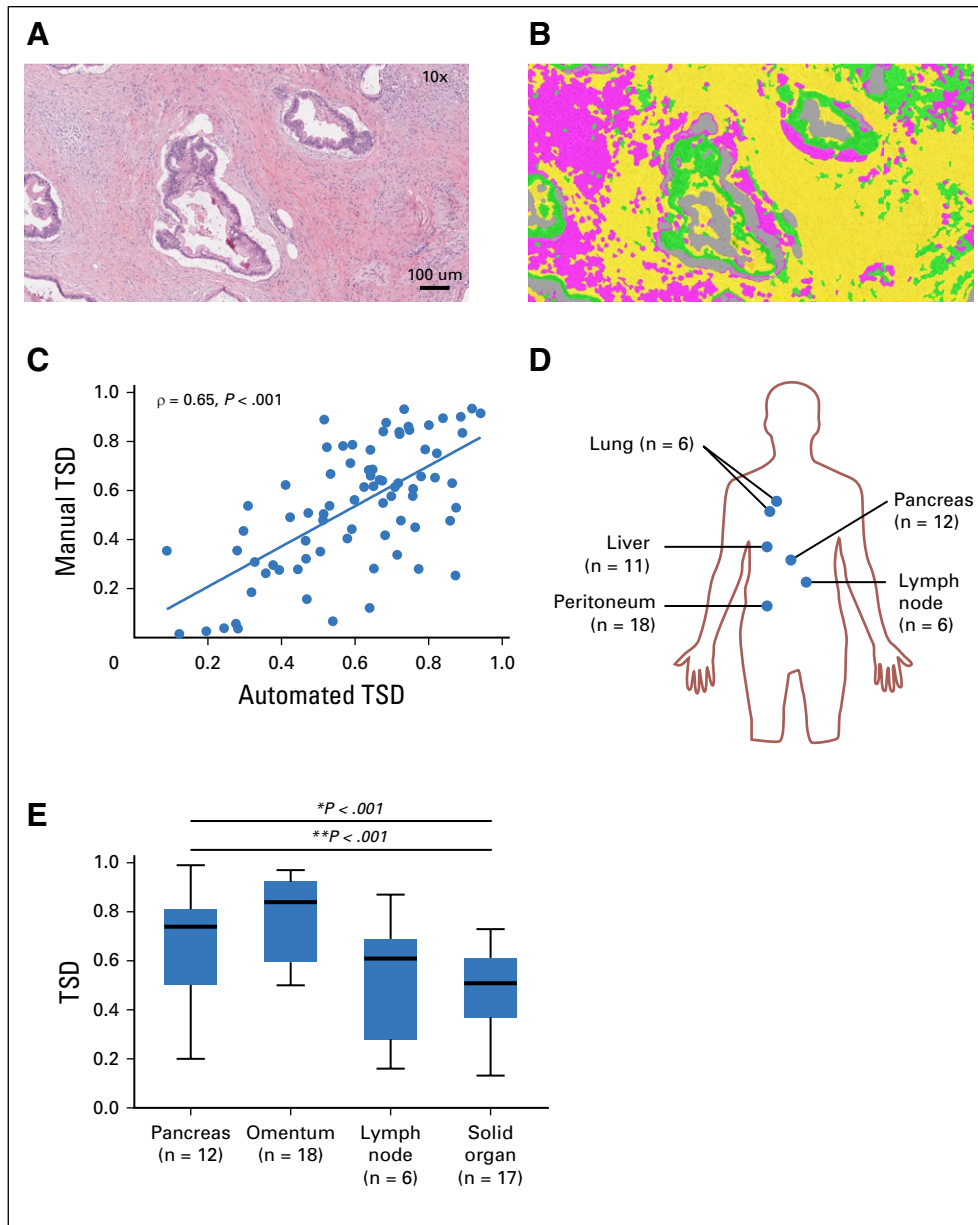 A
B
10x
100 um
C
ρ = 0.65, P < .001
Manual TSD
1.0
0.8
0.6
0.4
0.2
0
0.2
0.4
0.6
0.8
1.0
Automated TSD
D
Lung (n = 6)
Pancreas
(n = 12)
Liver
(n = 11)
Lymph
node
(n = 6)
Peritoneum
(n = 18)
E
*P < .001
**P < .001
TSD
1.0
0.8
0.6
0.4
0.2
0.0
Pancreas
(n = 12)
Omentum
(n = 18)
Lymph
node
(n = 6)
Solid
organ
(n = 17)